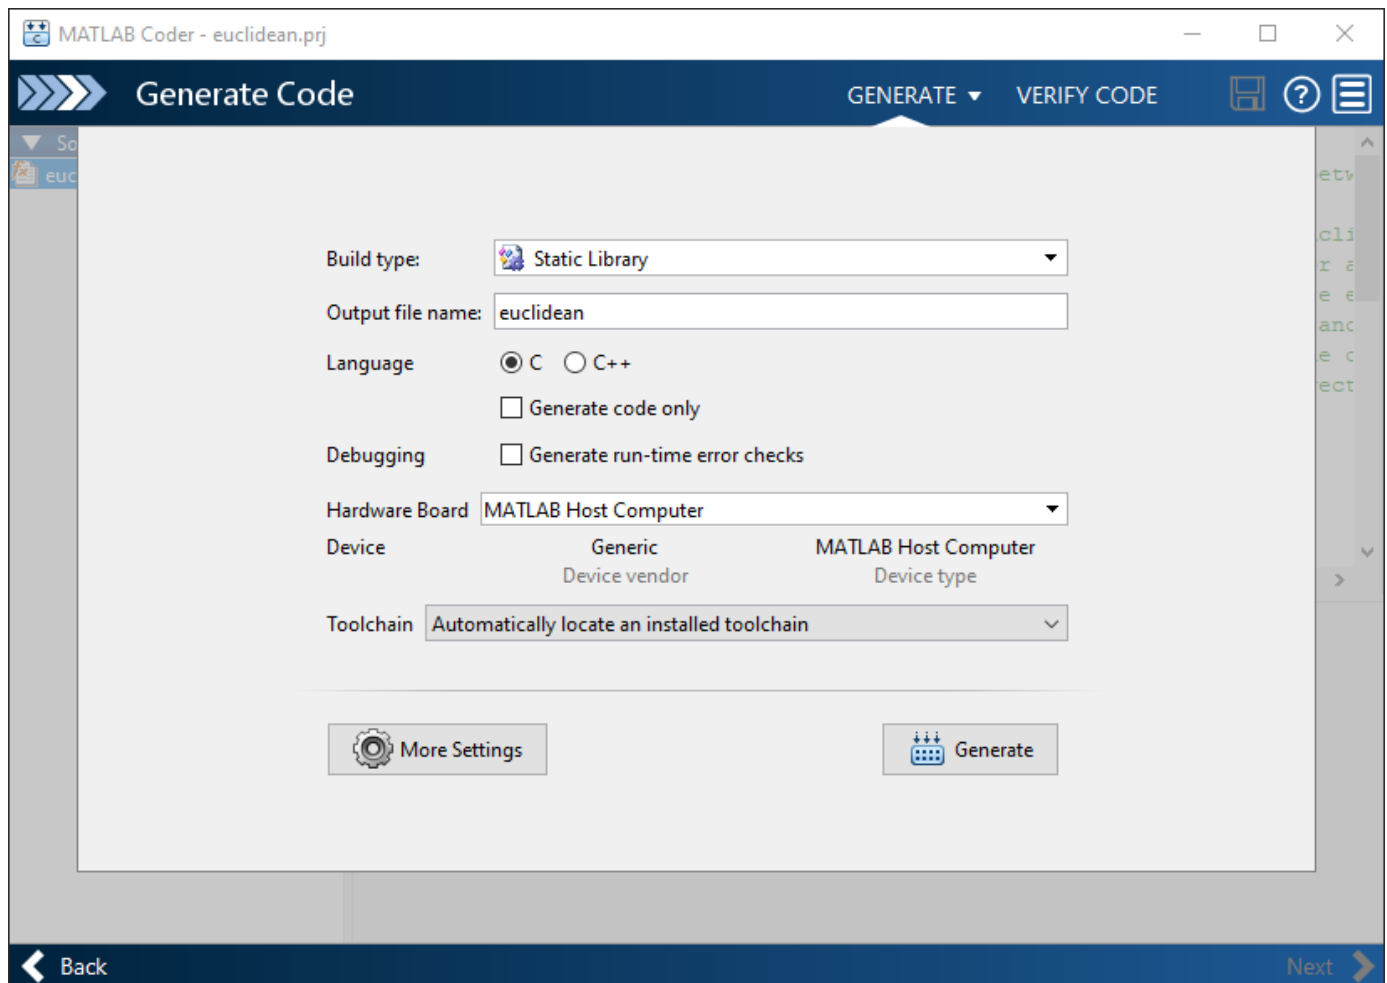 MATLAB Coder - euclidean.prj
Generate Code
GENERATE
VERIFY CODE
?
Build type:
Static Library
Output file name:
euclidean
Language
C
C++
Generate code only
Debugging
Generate run-time error checks
Hardware Board
MATLAB Host Computer
Device
Generic
MATLAB Host Computer
Device vendor
Device type
Toolchain
Automatically locate an installed toolchain
More Settings
Generate
Back
Next